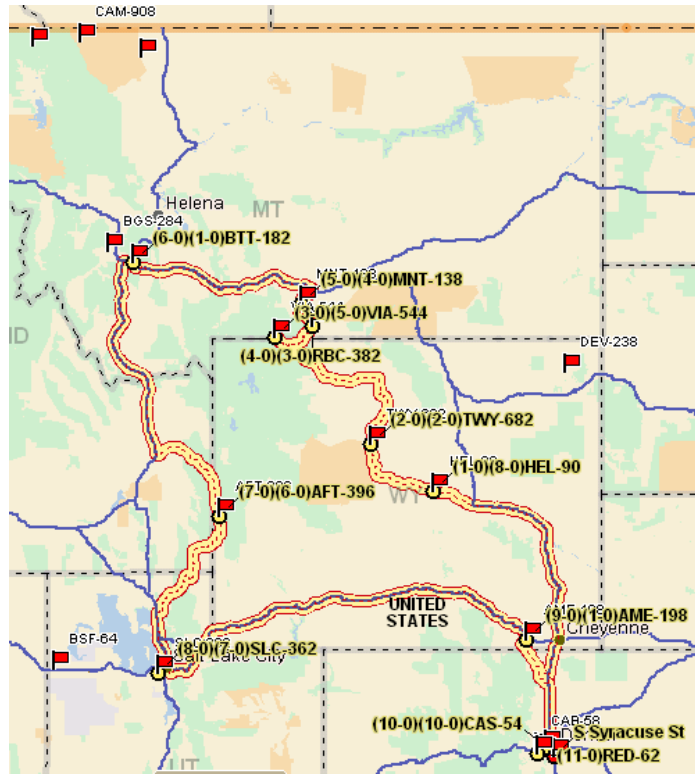 CAM-908
Helena
MT
BGS-284
(6-0)(1-0)BTT-182
(5-0)(4-0)MNT-138
(3-0)(5-0)VIA-544
ID
(4-0)(3-0)RBC-382
DEV-238
(2-0)(2-0)TWY-682
(1-0)(8-0)HEL-90
(7-0)(6-0)AFT-396
WY
UNITED
STATES
(9-0)(1-0)AME-198
Cheyenne
BSF-64
(8-0)(7-0)SLC-362
Salt Lake City
(10-0)(10-0)CAS-54
CAR-58
S Syracuse St
(11-0)RED-62
UT